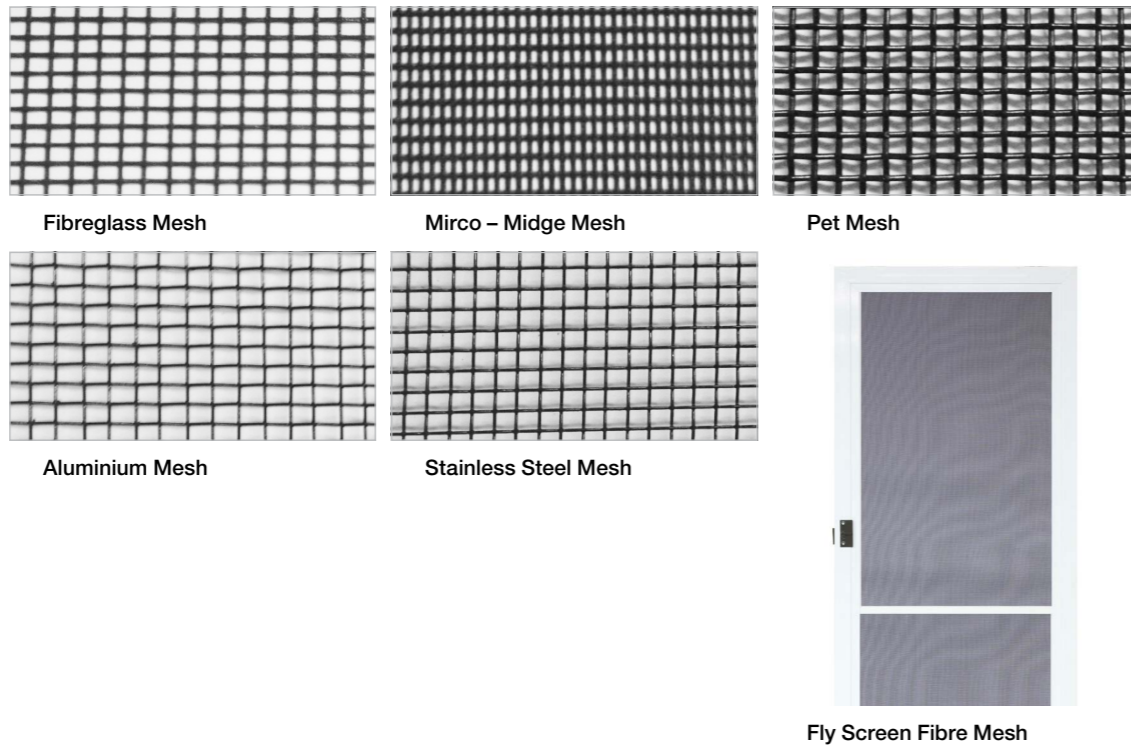 Fibreglass Mesh
Mirco – Midge Mesh
Pet Mesh
Aluminium Mesh
Stainless Steel Mesh
Fly Screen Fibre Mesh